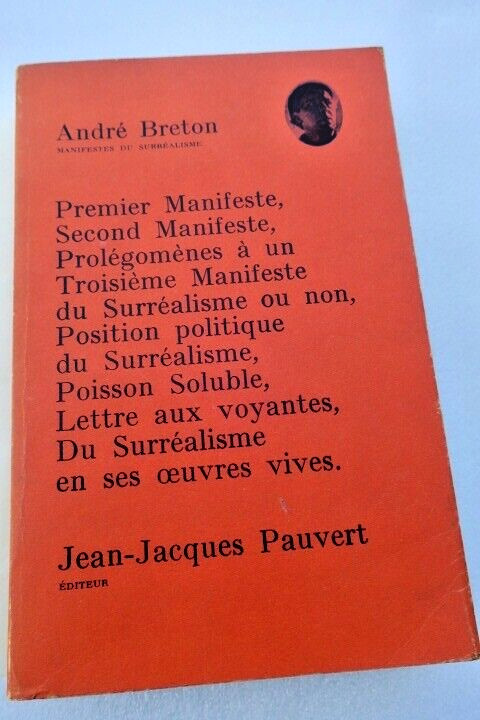 André Breton
MANIFESTES DU SURRÉALISME
Premier Manifeste,
Second Manifeste,
Prolégomènes à un
Troisième Manifeste
du Surréalisme ou non,
Position politique
du Surréalisme,
Poisson Soluble,
Lettre aux voyantes,
Du Surréalisme
en ses œuvres vives.
Jean-Jacques Pauvert
ÉDITEUR